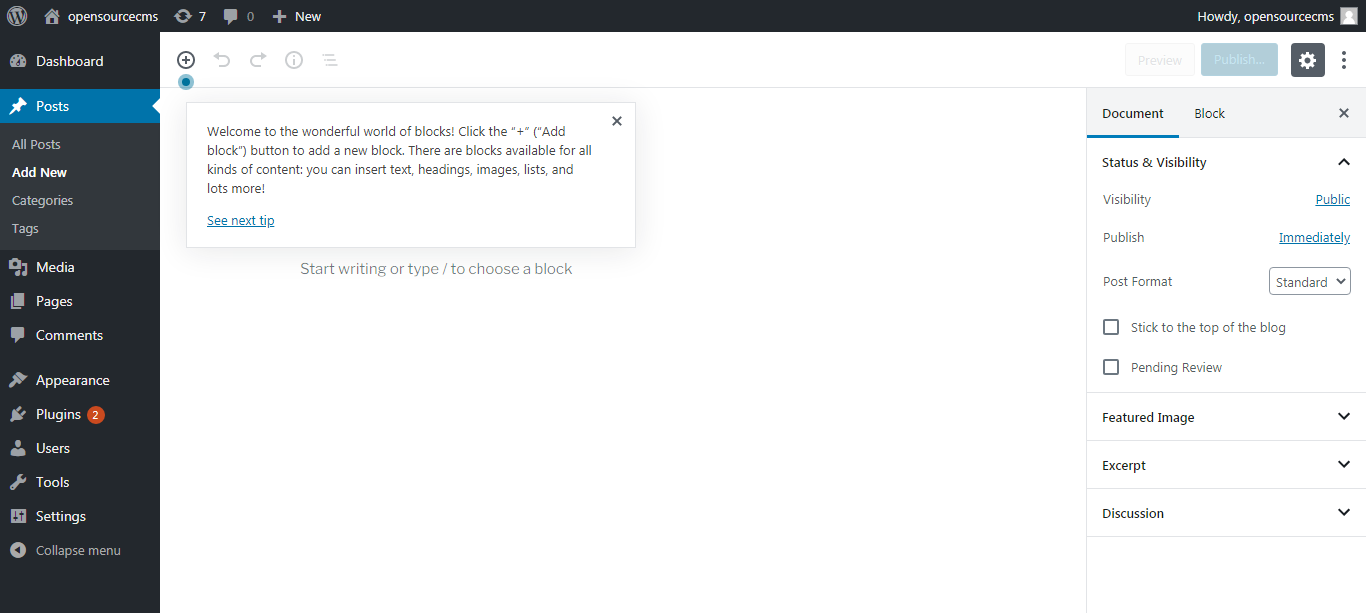 opensourcecms 7 0 New Howdy, opensourcecms
Dashboard
Posts
All Posts
Add New
Categories
Tags
Media
Pages
Comments
Appearance
Plugins 2
Users
Tools
Settings
Collapse menu
Preview Publish...
Welcome to the wonderful world of blocks! Click the “+” (“Add
block”) button to add a new block. There are blocks available for all
kinds of content: you can insert text, headings, images, lists, and
lots more!
See next tip
Start writing or type / to choose a block
Document Block
Status & Visibility
Visibility Public
Publish Immediately
Post Format Standard
Stick to the top of the blog
Pending Review
Featured Image
Excerpt
Discussion